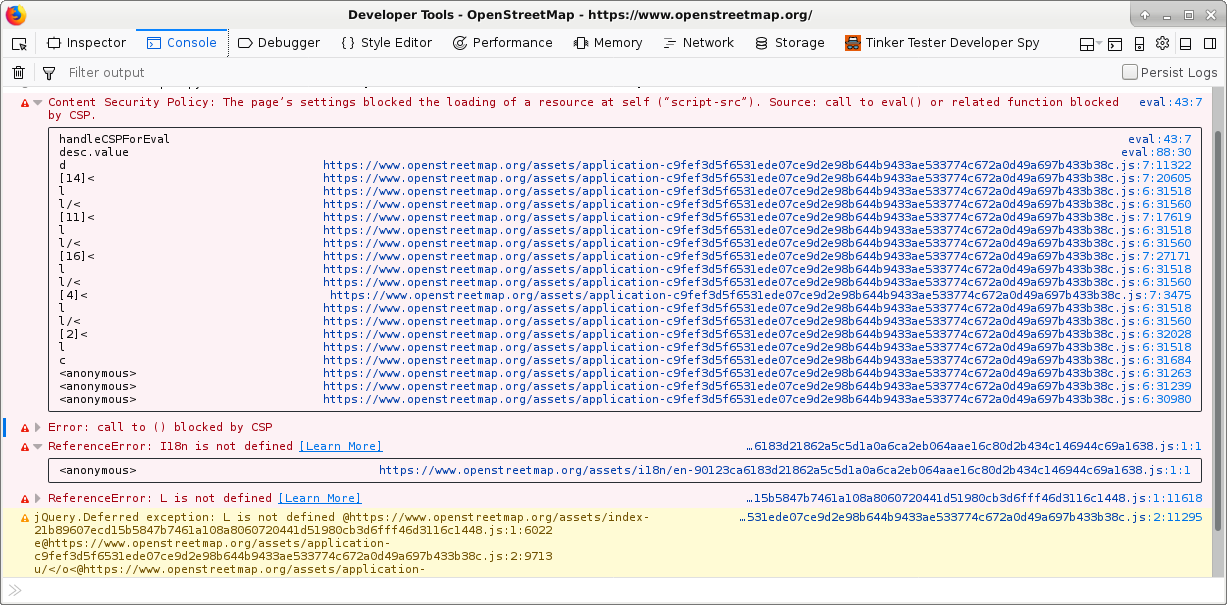 Developer Tools - OpenStreetMap - https://www.openstreetmap.org/
Inspector Console Debugger { } Style Editor Performance Memory Network Storage Tinker Tester Developer Spy
Filter output Persist Logs
Content Security Policy: The page's settings blocked the loading of a resource at self ("script-src"). Source: call to eval() or related function blocked eval:43:7
by CSP.
handleCSPForEval eval:43:7
desc.value eval:88:30
d https://www.openstreetmap.org/assets/application-c9fef3d5f6531ede07ce9d2e98b644b9433ae533774c672a0d49a697b433b38c.js:7:11322
[14]< https://www.openstreetmap.org/assets/application-c9fef3d5f6531ede07ce9d2e98b644b9433ae533774c672a0d49a697b433b38c.js:7:20605
l https://www.openstreetmap.org/assets/application-c9fef3d5f6531ede07ce9d2e98b644b9433ae533774c672a0d49a697b433b38c.js:6:31518
l/< https://www.openstreetmap.org/assets/application-c9fef3d5f6531ede07ce9d2e98b644b9433ae533774c672a0d49a697b433b38c.js:6:31560
[11]< https://www.openstreetmap.org/assets/application-c9fef3d5f6531ede07ce9d2e98b644b9433ae533774c672a0d49a697b433b38c.js:7:17619
l https://www.openstreetmap.org/assets/application-c9fef3d5f6531ede07ce9d2e98b644b9433ae533774c672a0d49a697b433b38c.js:6:31518
l/< https://www.openstreetmap.org/assets/application-c9fef3d5f6531ede07ce9d2e98b644b9433ae533774c672a0d49a697b433b38c.js:6:31560
[16]< https://www.openstreetmap.org/assets/application-c9fef3d5f6531ede07ce9d2e98b644b9433ae533774c672a0d49a697b433b38c.js:7:27171
l https://www.openstreetmap.org/assets/application-c9fef3d5f6531ede07ce9d2e98b644b9433ae533774c672a0d49a697b433b38c.js:6:31518
l/< https://www.openstreetmap.org/assets/application-c9fef3d5f6531ede07ce9d2e98b644b9433ae533774c672a0d49a697b433b38c.js:6:31560
[4]< https://www.openstreetmap.org/assets/application-c9fef3d5f6531ede07ce9d2e98b644b9433ae533774c672a0d49a697b433b38c.js:7:3475
l https://www.openstreetmap.org/assets/application-c9fef3d5f6531ede07ce9d2e98b644b9433ae533774c672a0d49a697b433b38c.js:6:31518
l/< https://www.openstreetmap.org/assets/application-c9fef3d5f6531ede07ce9d2e98b644b9433ae533774c672a0d49a697b433b38c.js:6:31560
[2]< https://www.openstreetmap.org/assets/application-c9fef3d5f6531ede07ce9d2e98b644b9433ae533774c672a0d49a697b433b38c.js:6:32028
l https://www.openstreetmap.org/assets/application-c9fef3d5f6531ede07ce9d2e98b644b9433ae533774c672a0d49a697b433b38c.js:6:31518
c https://www.openstreetmap.org/assets/application-c9fef3d5f6531ede07ce9d2e98b644b9433ae533774c672a0d49a697b433b38c.js:6:31684
<anonymous> https://www.openstreetmap.org/assets/application-c9fef3d5f6531ede07ce9d2e98b644b9433ae533774c672a0d49a697b433b38c.js:6:31263
<anonymous> https://www.openstreetmap.org/assets/application-c9fef3d5f6531ede07ce9d2e98b644b9433ae533774c672a0d49a697b433b38c.js:6:31239
<anonymous> https://www.openstreetmap.org/assets/application-c9fef3d5f6531ede07ce9d2e98b644b9433ae533774c672a0d49a697b433b38c.js:6:30980
Error: call to () blocked by CSP
ReferenceError: I18n is not defined [Learn More] …6183d21862a5c5d1a0a6ca2eb064aae16c80d2b434c146944c69a1638.js:1:1
<anonymous> https://www.openstreetmap.org/assets/i18n/en-90123ca6183d21862a5c5d1a0a6ca2eb064aae16c80d2b434c146944c69a1638.js:1:1
ReferenceError: L is not defined [Learn More] …15b5847b7461a108a8060720441d51980cb3d6fff46d3116c1448.js:1:11618
jQuery.Deferred exception: L is not defined @https://www.openstreetmap.org/assets/index- …531ede07ce9d2e98b644b9433ae533774c672a0d49a697b433b38c.js:2:11295
21b89607ecd15b5847b7461a108a8060720441d51980cb3d6fff46d3116c1448.js:1:6022
e@https://www.openstreetmap.org/assets/application-
c9fef3d5f6531ede07ce9d2e98b644b9433ae533774c672a0d49a697b433b38c.js:2:9713
u/</o<@https://www.openstreetmap.org/assets/application-